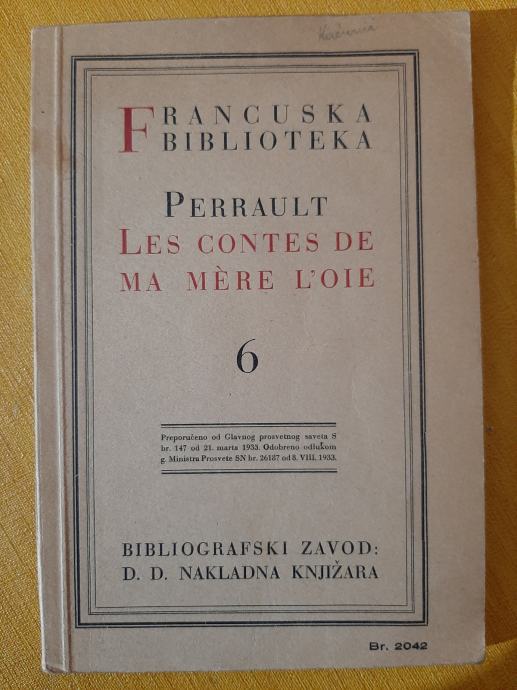 FRANCUSKA
BIBLIOTEKA
PERRAULT
LES CONTES DE
MA MÈRE L'OIE
6
Preporučeno od Glavnog prosvetnog saveta S
br. 147 od 21. marta 1933. Odobreno odlukom
g. Ministra Prosvete SN br. 26187 od 8. VIII. 1933.
BIBLIOGRAFSKI ZAVOD:
D. D. NAKLADNA KNJIŽARA
Br. 2042